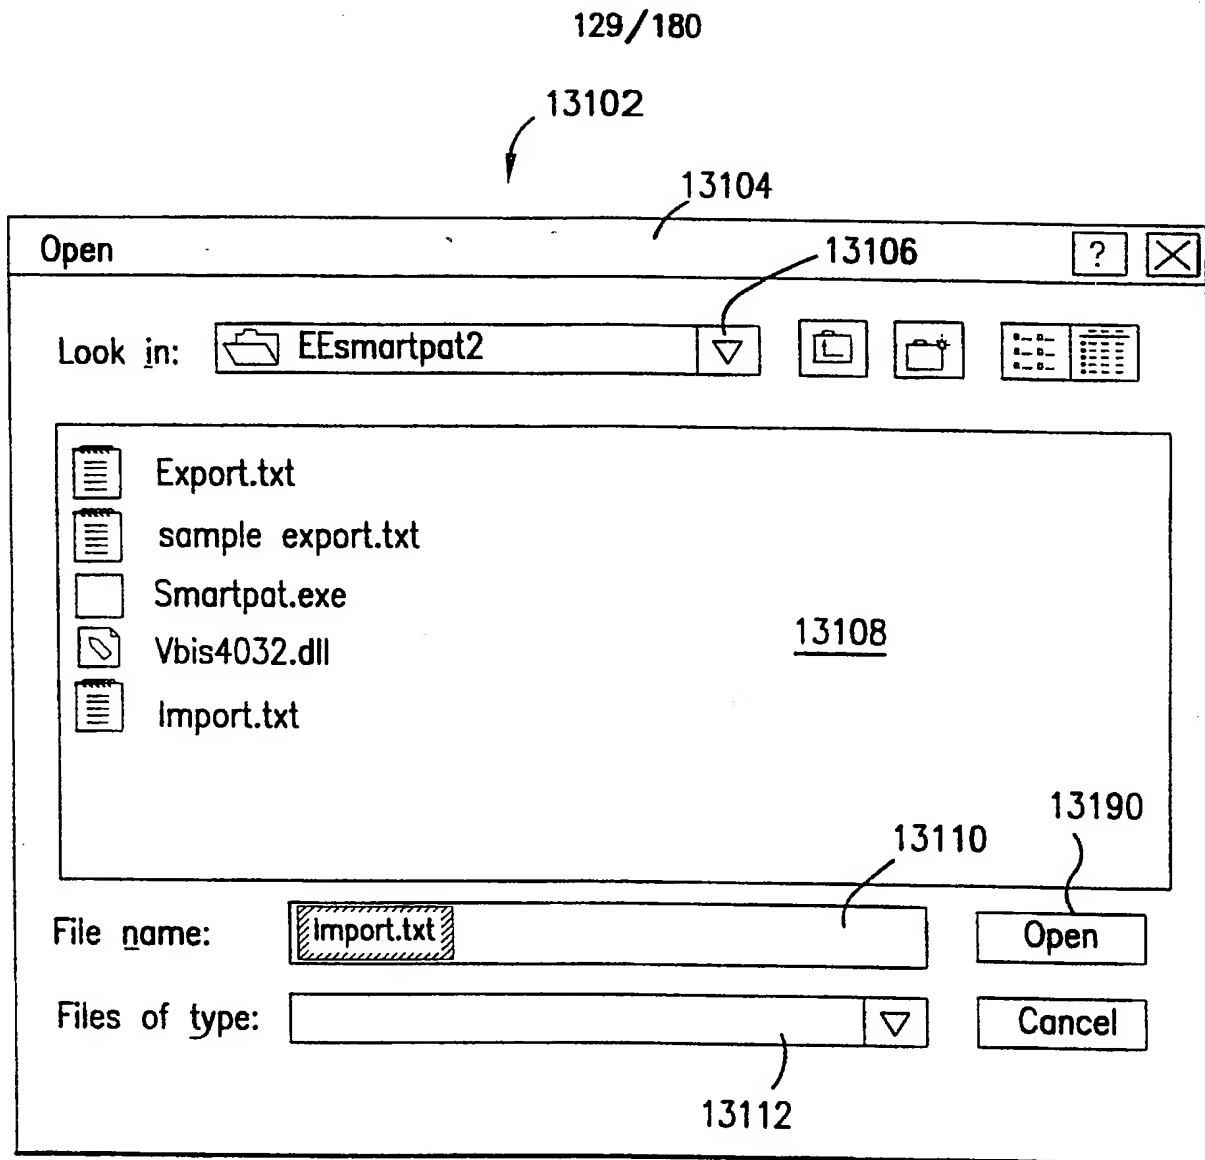 129/180
13102
13104
Open
13106
?
Look in:
EEsmartpat2
Export.txt
sample export.txt
Smartpat.exe
Vbis4032.dll
Import.txt
13108
13190
13110
File name:
Import.txt
Open
Files of type:
Cancel
13112